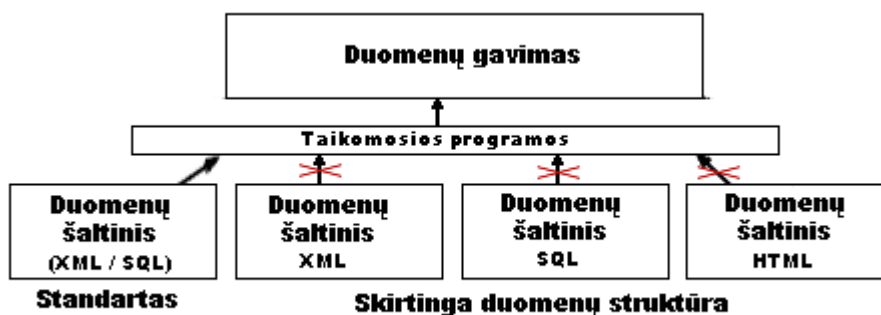 Duomenų gavimas
Taikomosios programos
Duomenų
šaltinis
(XML / SQL)
Duomenų
šaltinis
XML
Duomenų
šaltinis
SQL
Duomenų
šaltinis
HTML
Standartas
Skirtinga duomenų struktūra